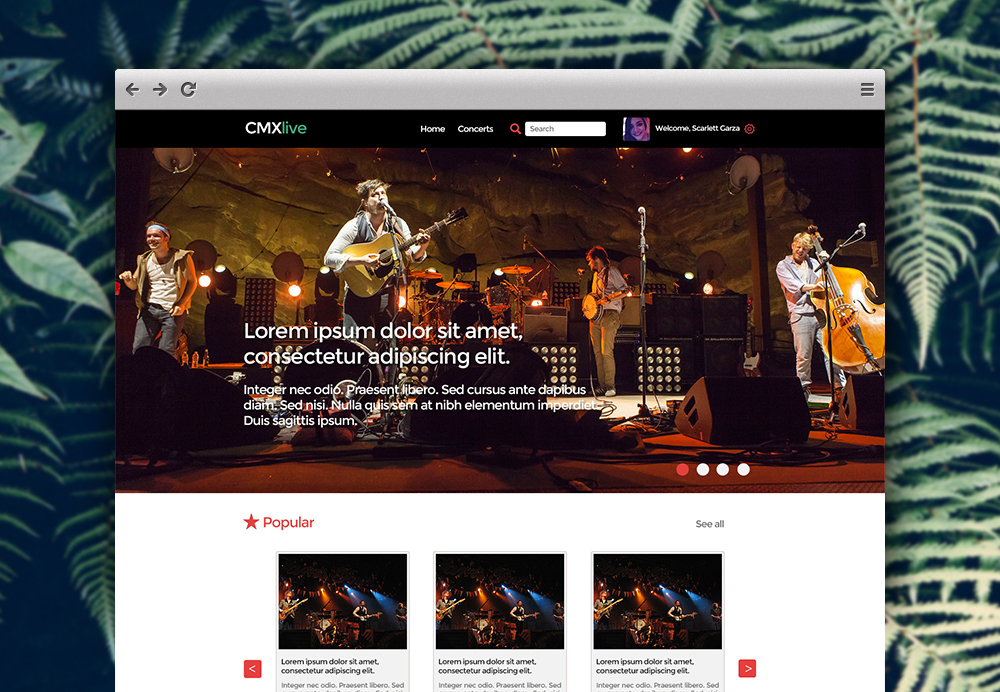 CMXlive
Home Concerts Search Welcome, Scarlett Garza
Lorem ipsum dolor sit amet,
consectetur adipiscing elit.
Integer nec odio. Praesent libero. Sed cursus ante dapibus
diam. Sed nisi. Nulla quis sem at nibh elementum imperdiet.
Duis sagittis ipsum.
Popular See all
Lorem ipsum dolor sit amet,
consectetur adipiscing elit.
Integer nec odio. Praesent libero. Sed
Lorem ipsum dolor sit amet,
consectetur adipiscing elit.
Integer nec odio. Praesent libero. Sed
Lorem ipsum dolor sit amet,
consectetur adipiscing elit.
Integer nec odio. Praesent libero. Sed
< >